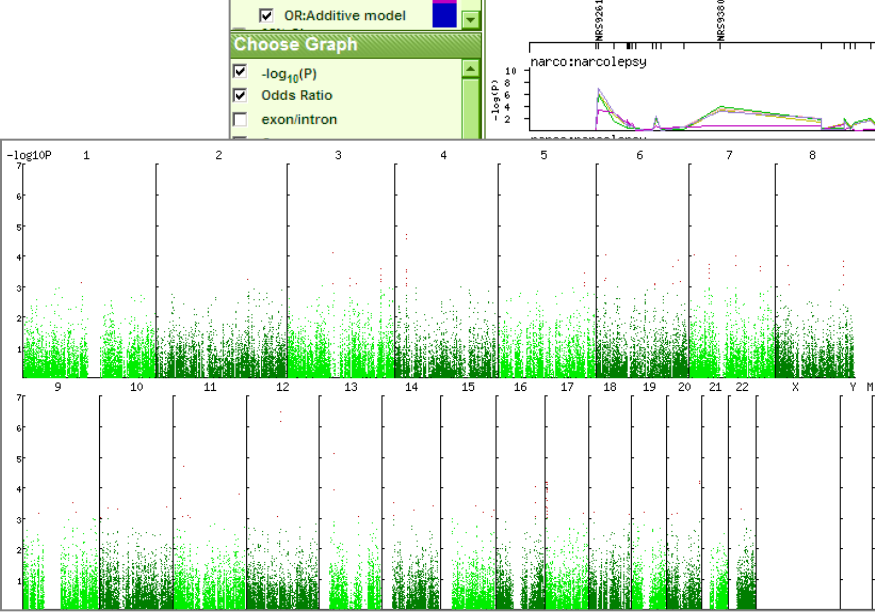 OR:Additive model
Choose Graph
-log10(P)
Odds Ratio
exon/intron
NRS9261
NRS9380
narco:narcolepsy
-log(P)
10
8
6
4
2
-log10P
1 2 3 4 5 6 7 8
7
6
5
4
3
2
1
9 10 11 12 13 14 15 16 17 18 19 20 21 22 X Y M
7
6
5
4
3
2
1